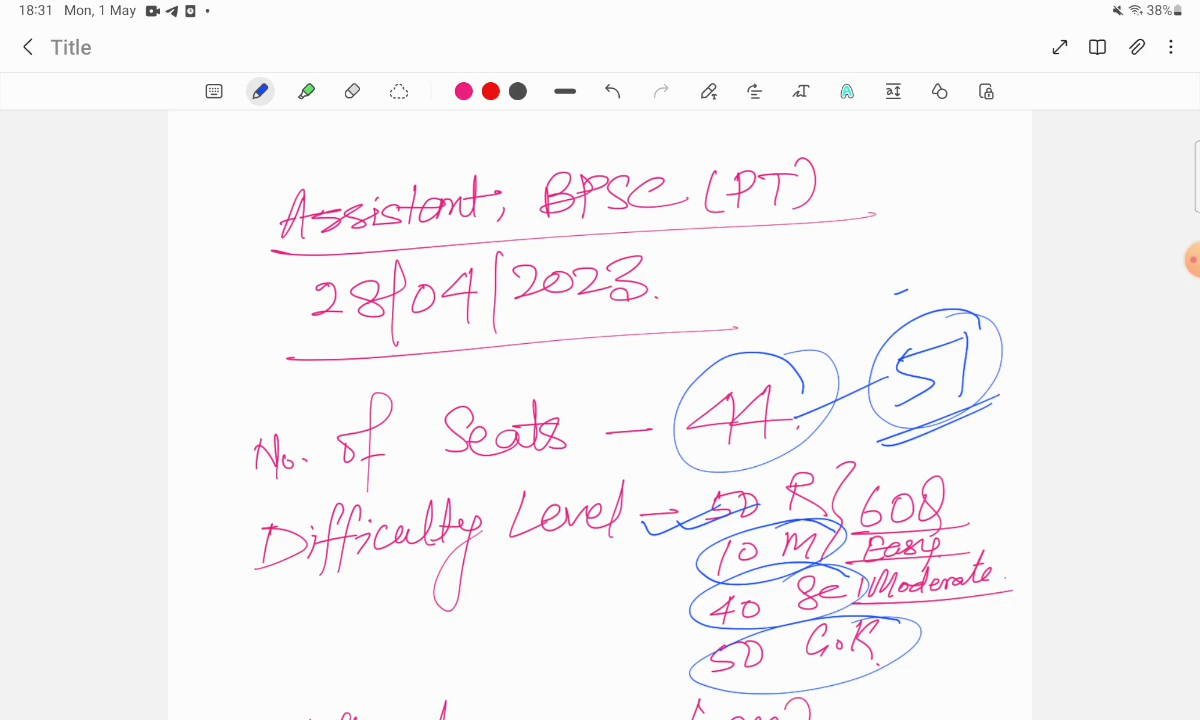 18:31 Mon, 1 May 38%
Title
Assistant, BPSC (PT)
28/04/2023.
No. of Seats - 44. 57
Difficulty Level - 50 R } 60Q
10 M Easy
40 Sc Moderate.
50 G.K.